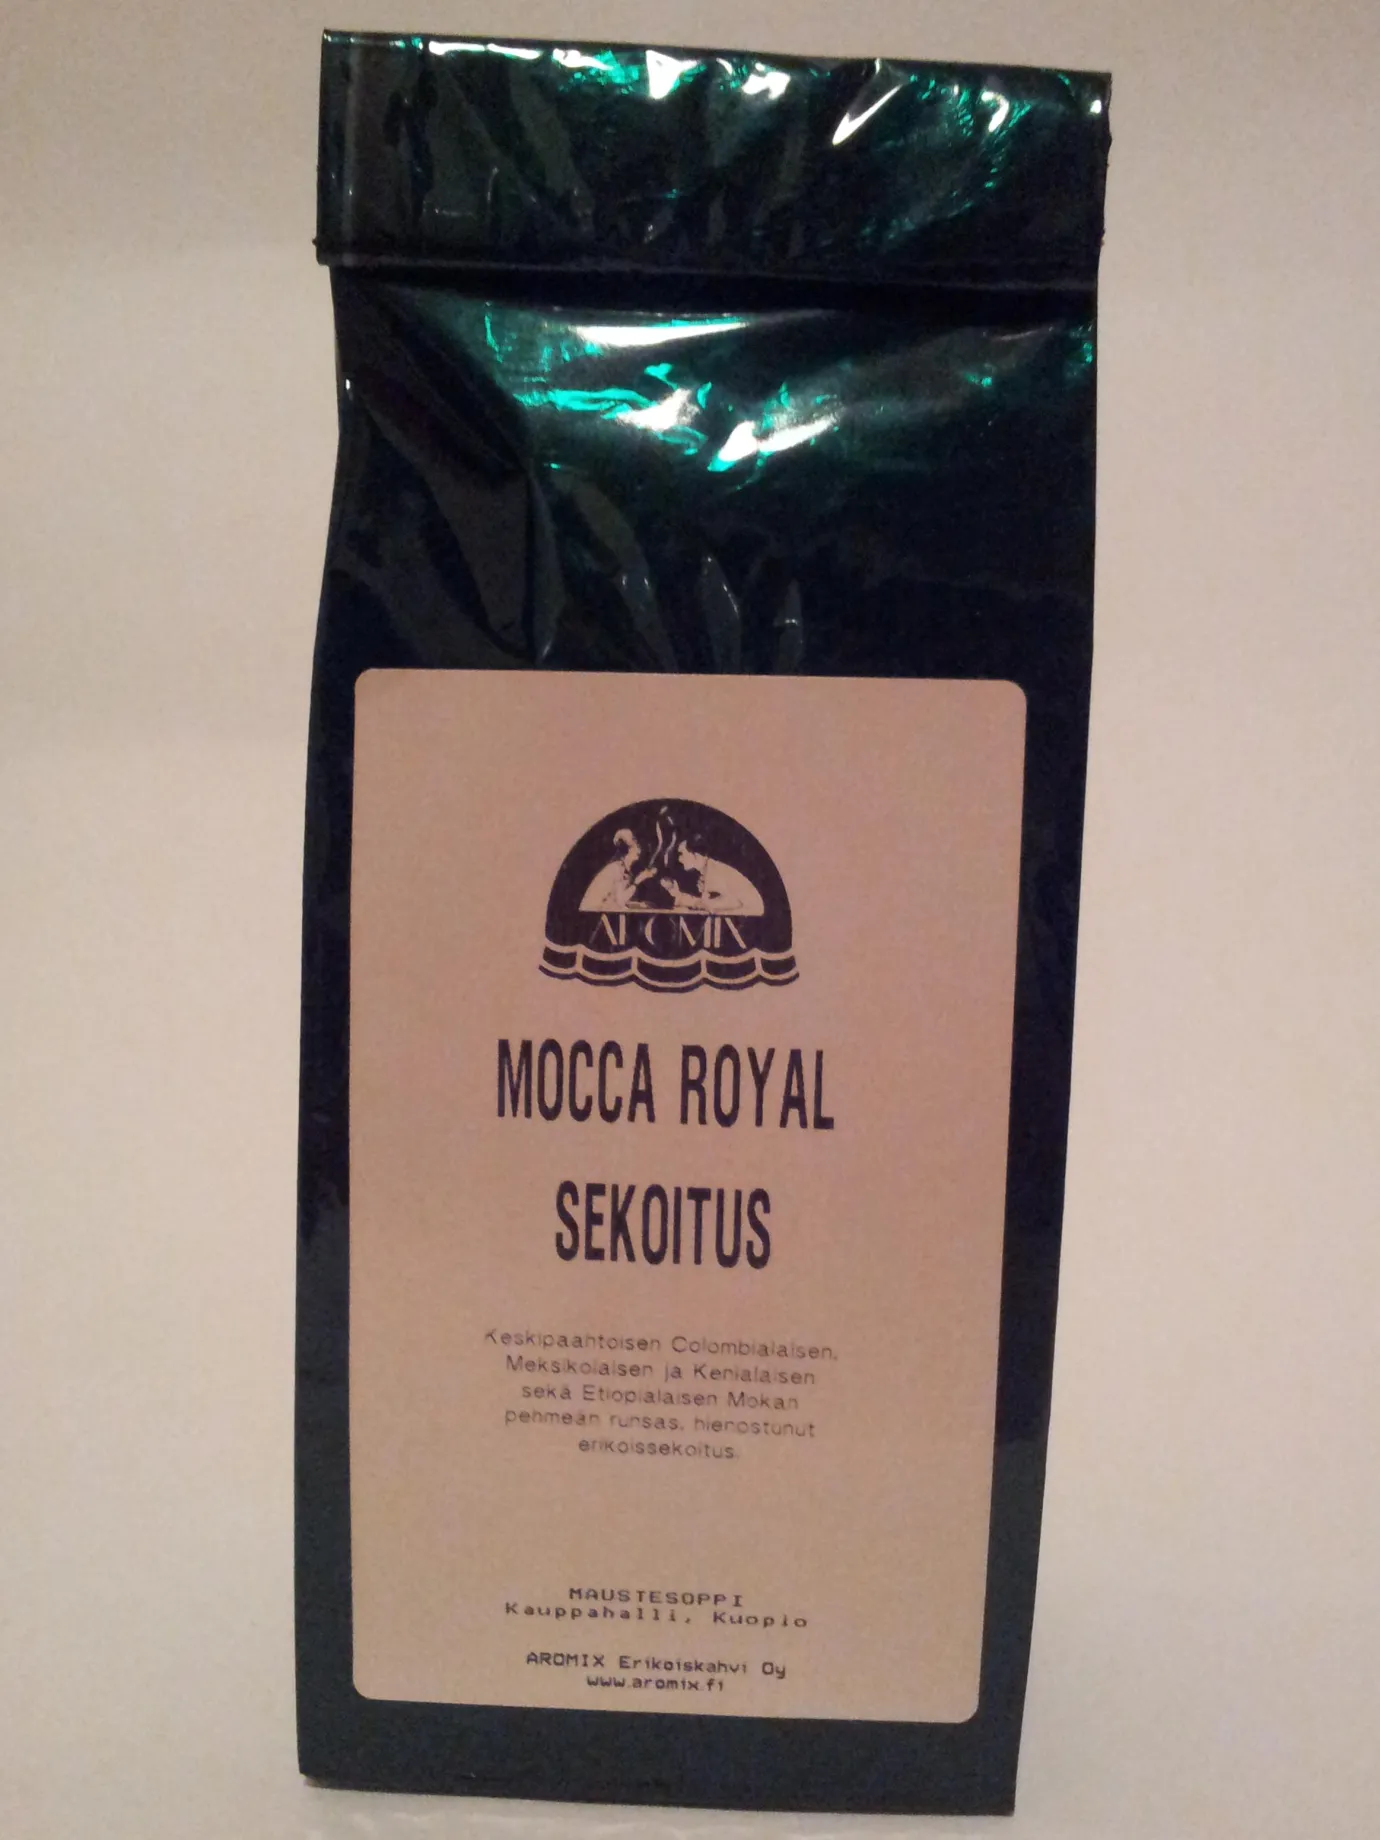 AROMIX
MOCCA ROYAL
SEKOITUS
Keskipaahtoisen Colombialaisen,
Meksikolaisen ja Kenialaisen
sekä Etiopialaisen Mokan
pehmeän runsas, hienostunut
erikoissekoitus.
MAUSTESOPPI
Kauppahalli, Kuopio
AROMIX Erikoiskahvi Oy
www.aromix.fi